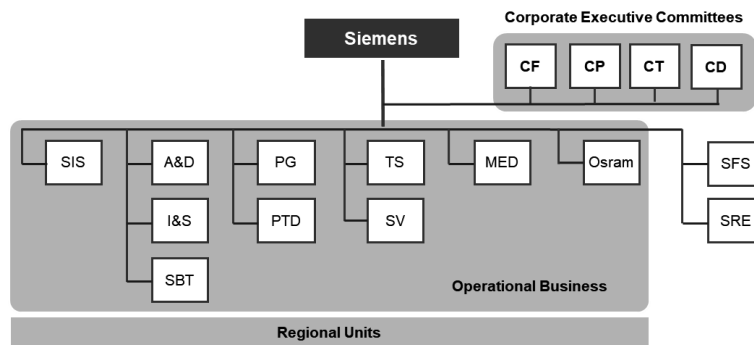 Corporate Executive Committees
Siemens
CF CP CT CD
SIS A&D PG TS MED Osram SFS
I&S PTD SV SRE
SBT
Operational Business
Regional Units